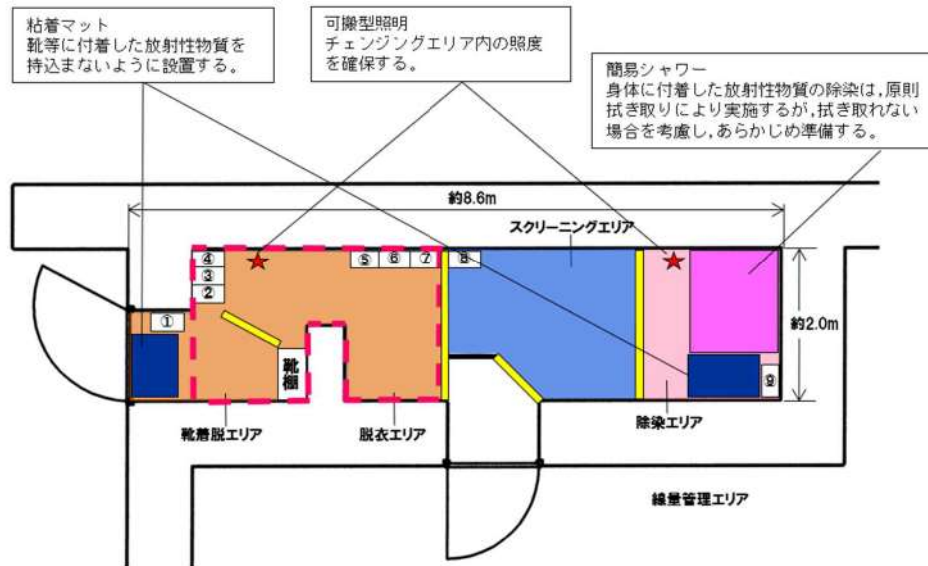 粘着マット
靴等に付着した放射性物質を
持込まないように設置する。
可搬型照明
チェンジングエリア内の照度
を確保する。
簡易シャワー
身体に付着した放射性物質の除染は,原則
拭き取りにより実施するが,拭き取れない
場合を考慮し,あらかじめ準備する。
約8.6m
スクリーニングエリア
④
③
②
①
⑤ ⑥ ⑦ ⑧
約2.0m
靴棚
⑨
靴着脱エリア
脱衣エリア
除染エリア
線量管理エリア